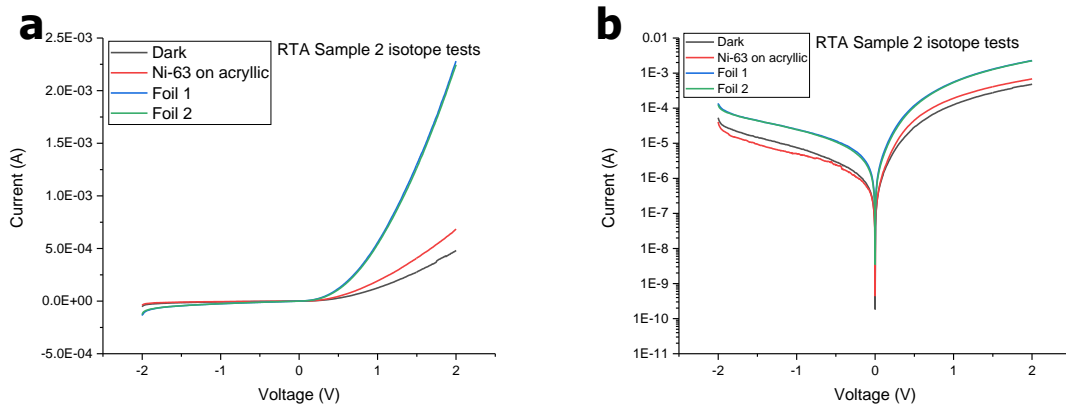 a
RTA Sample 2 isotope tests
Dark
Ni-63 on acryllic
Foil 1
Foil 2
2.5E-03
2.0E-03
1.5E-03
1.0E-03
5.0E-04
0.0E+00
-5.0E-04
Current (A)
-2 -1 0 1 2
Voltage (V)
b
RTA Sample 2 isotope tests
Dark
Ni-63 on acryllic
Foil 1
Foil 2
0.01
1E-3
1E-4
1E-5
1E-6
1E-7
1E-8
1E-9
1E-10
1E-11
Current (A)
-2 -1 0 1 2
Voltage (V)